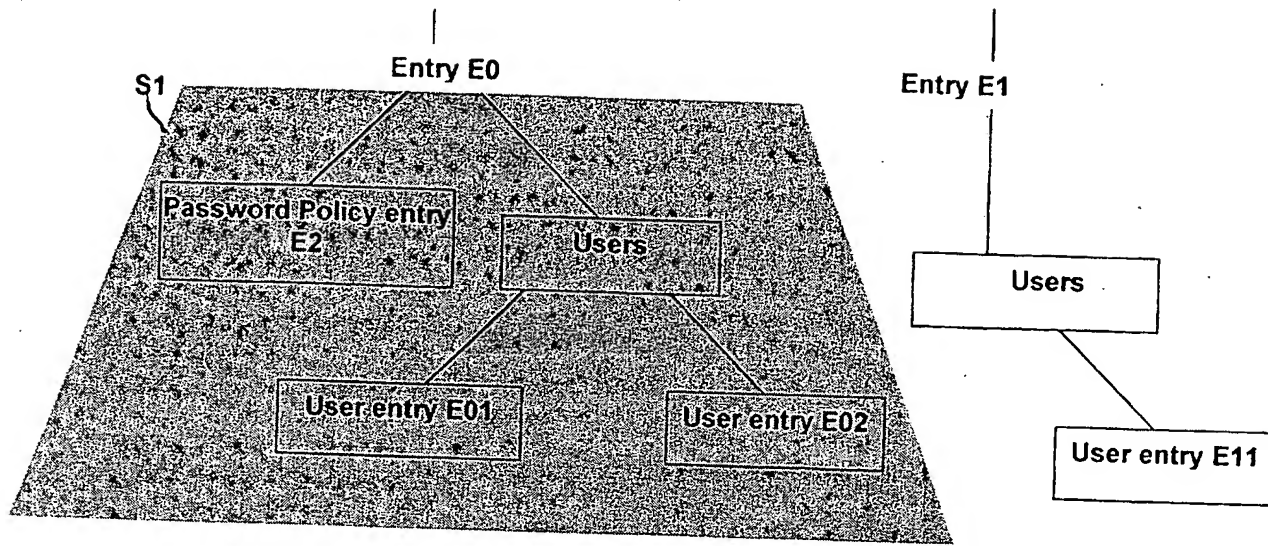 Entry E0
Entry E1
S1
Password Policy entry
E2
Users
Users
User entry E01
User entry E02
User entry E11